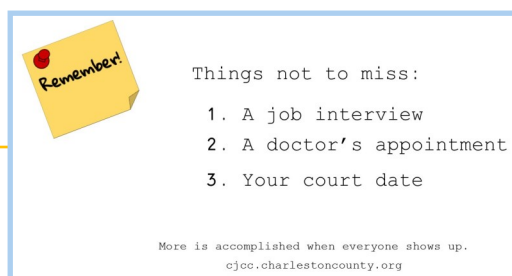 Remember!
Things not to miss:
1. A job interview
2. A doctor's appointment
3. Your court date
More is accomplished when everyone shows up.
cjcc.charlestoncounty.org